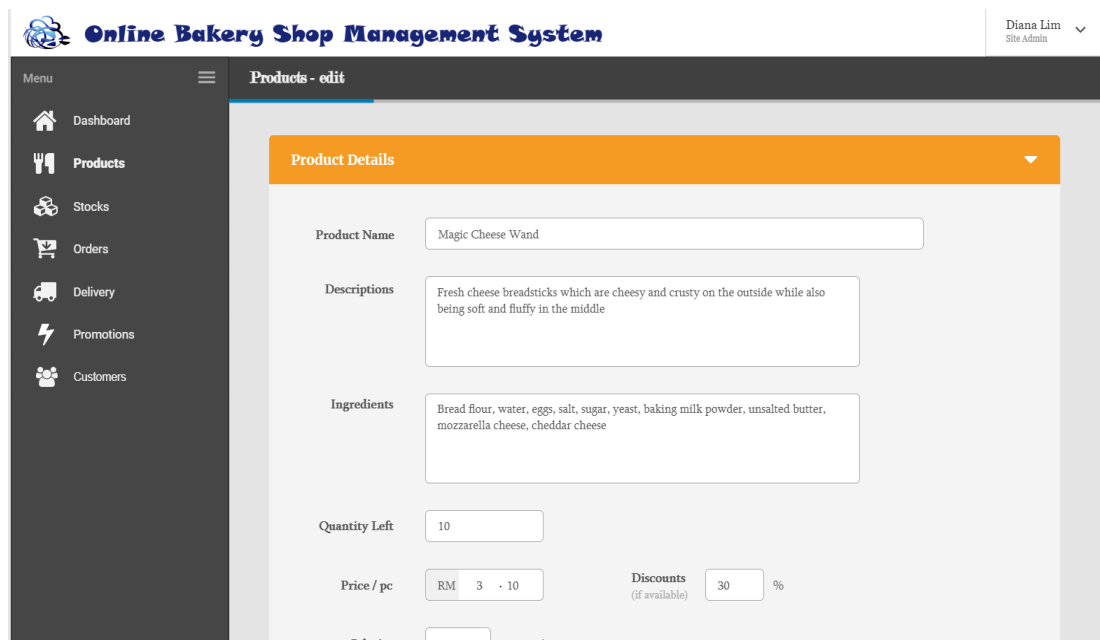 Online Bakery Shop Management System
Diana Lim
Site Admin
Menu
Products - edit
Dashboard
Products
Stocks
Orders
Delivery
Promotions
Customers
Product Details
Product Name
Magic Cheese Wand
Descriptions
Fresh cheese breadsticks which are cheesy and crusty on the outside while also
being soft and fluffy in the middle
Ingredients
Bread flour, water, eggs, salt, sugar, yeast, baking milk powder, unsalted butter,
mozzarella cheese, cheddar cheese
Quantity Left
10
Price / pc
RM 3 . 10
Discounts
(if available)
30 %